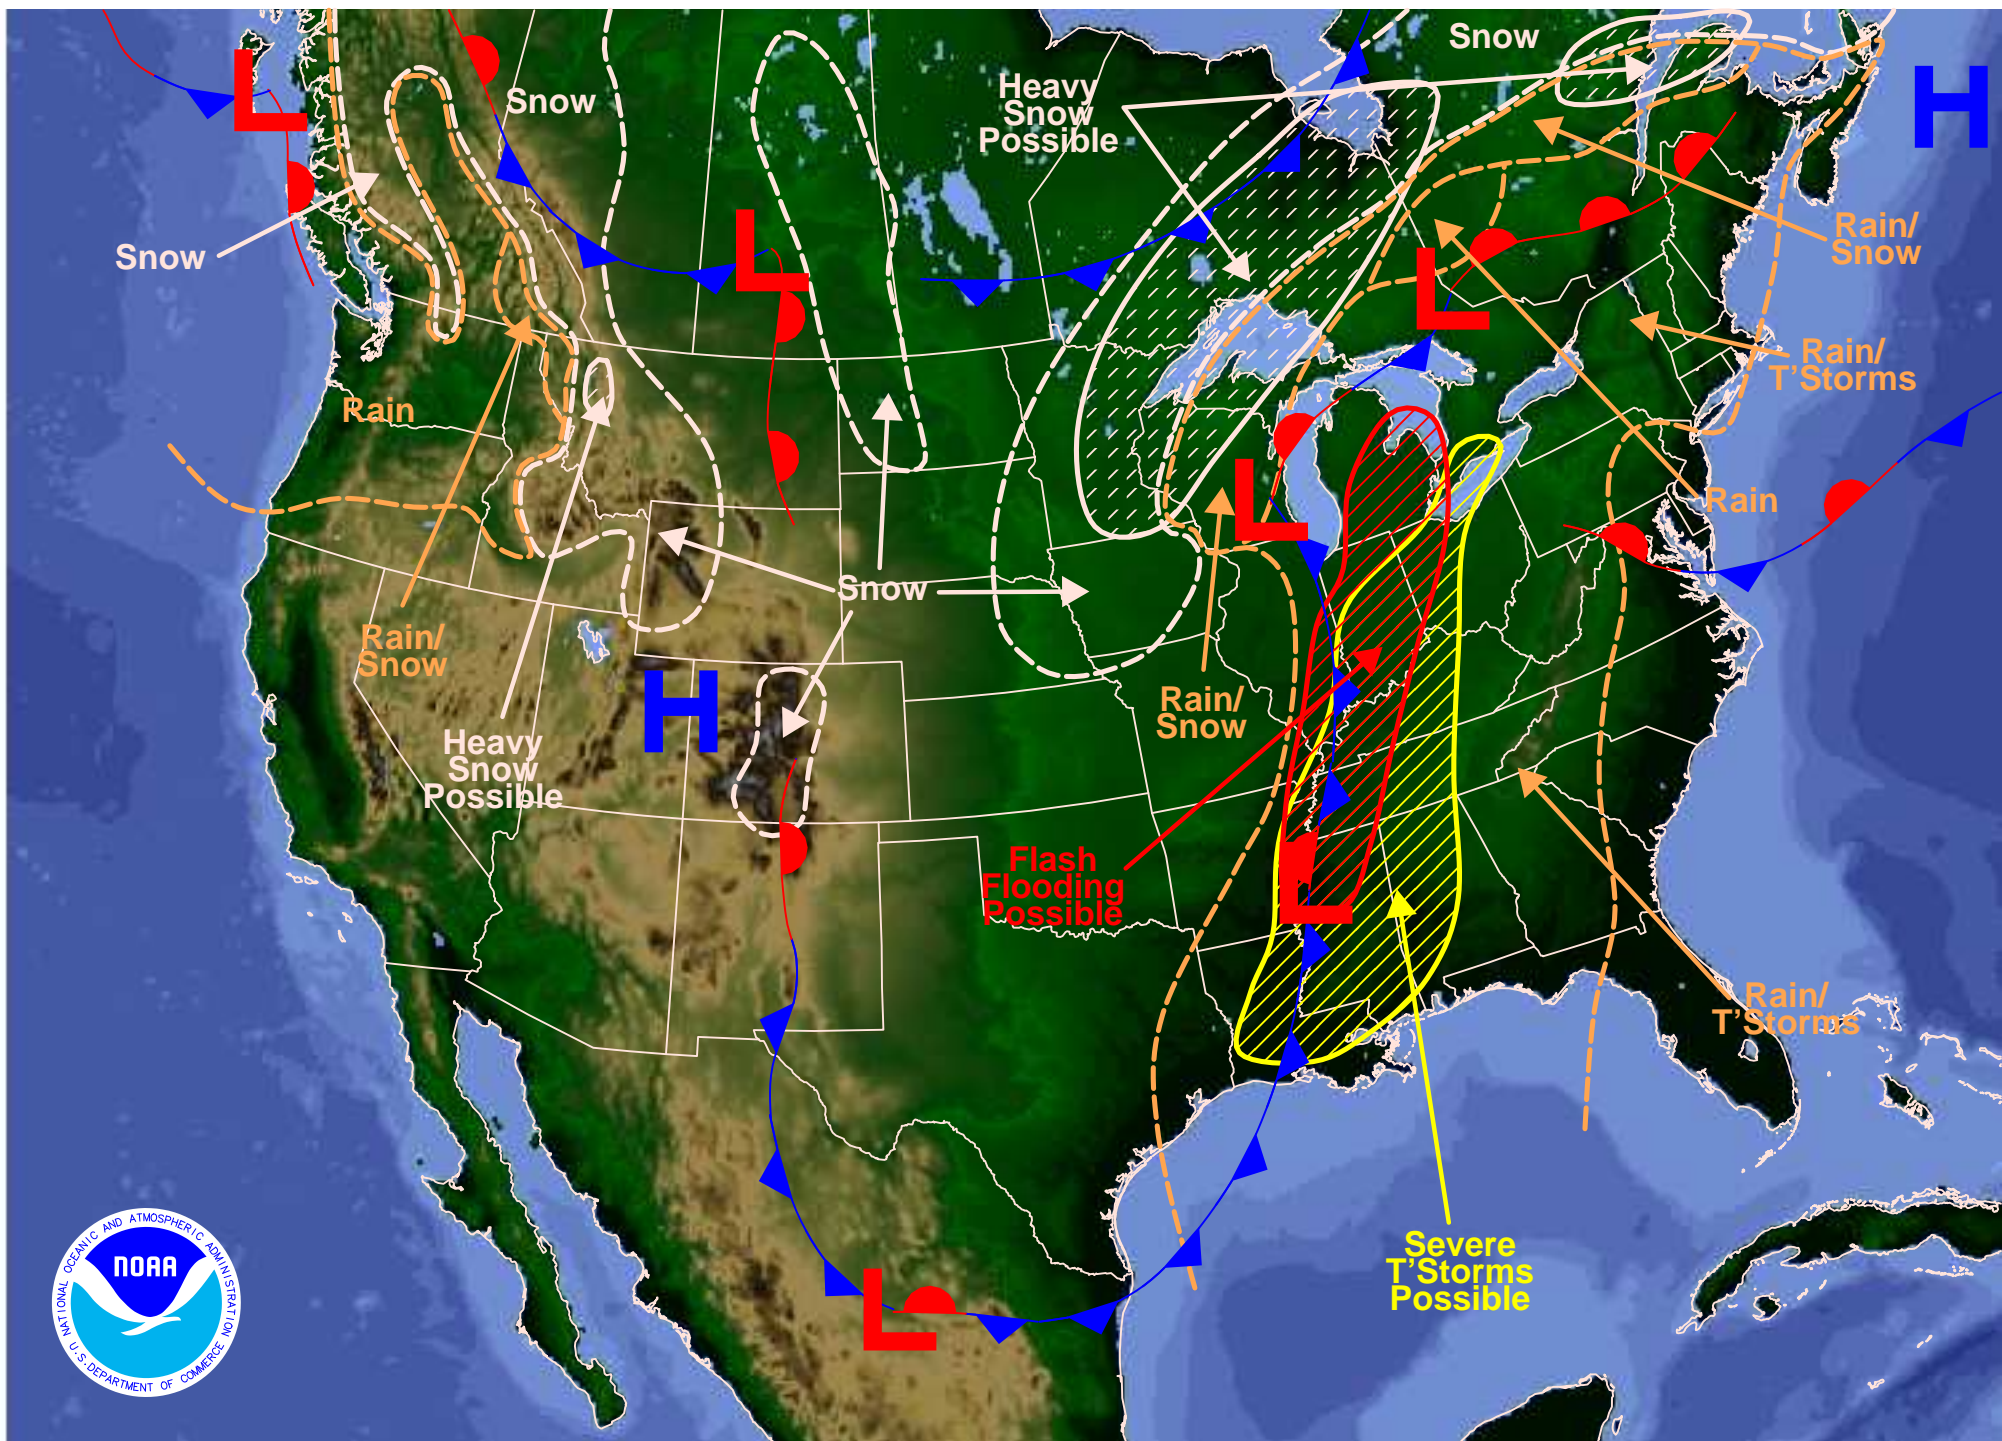 Snow
L
Snow
Heavy
Snow
Possible
H
Snow
L
Rain/
Snow
L
Rain/
T'Storms
Rain
Rain
L
Snow
Rain/
Snow
H
Rain/
Snow
Heavy
Snow
Possible
Flash
Flooding
Possible
L
Rain/
T'Storms
Severe
T'Storms
Possible
L
NATIONAL OCEANIC AND ATMOSPHERIC ADMINISTRATION
NOAA
U.S. DEPARTMENT OF COMMERCE